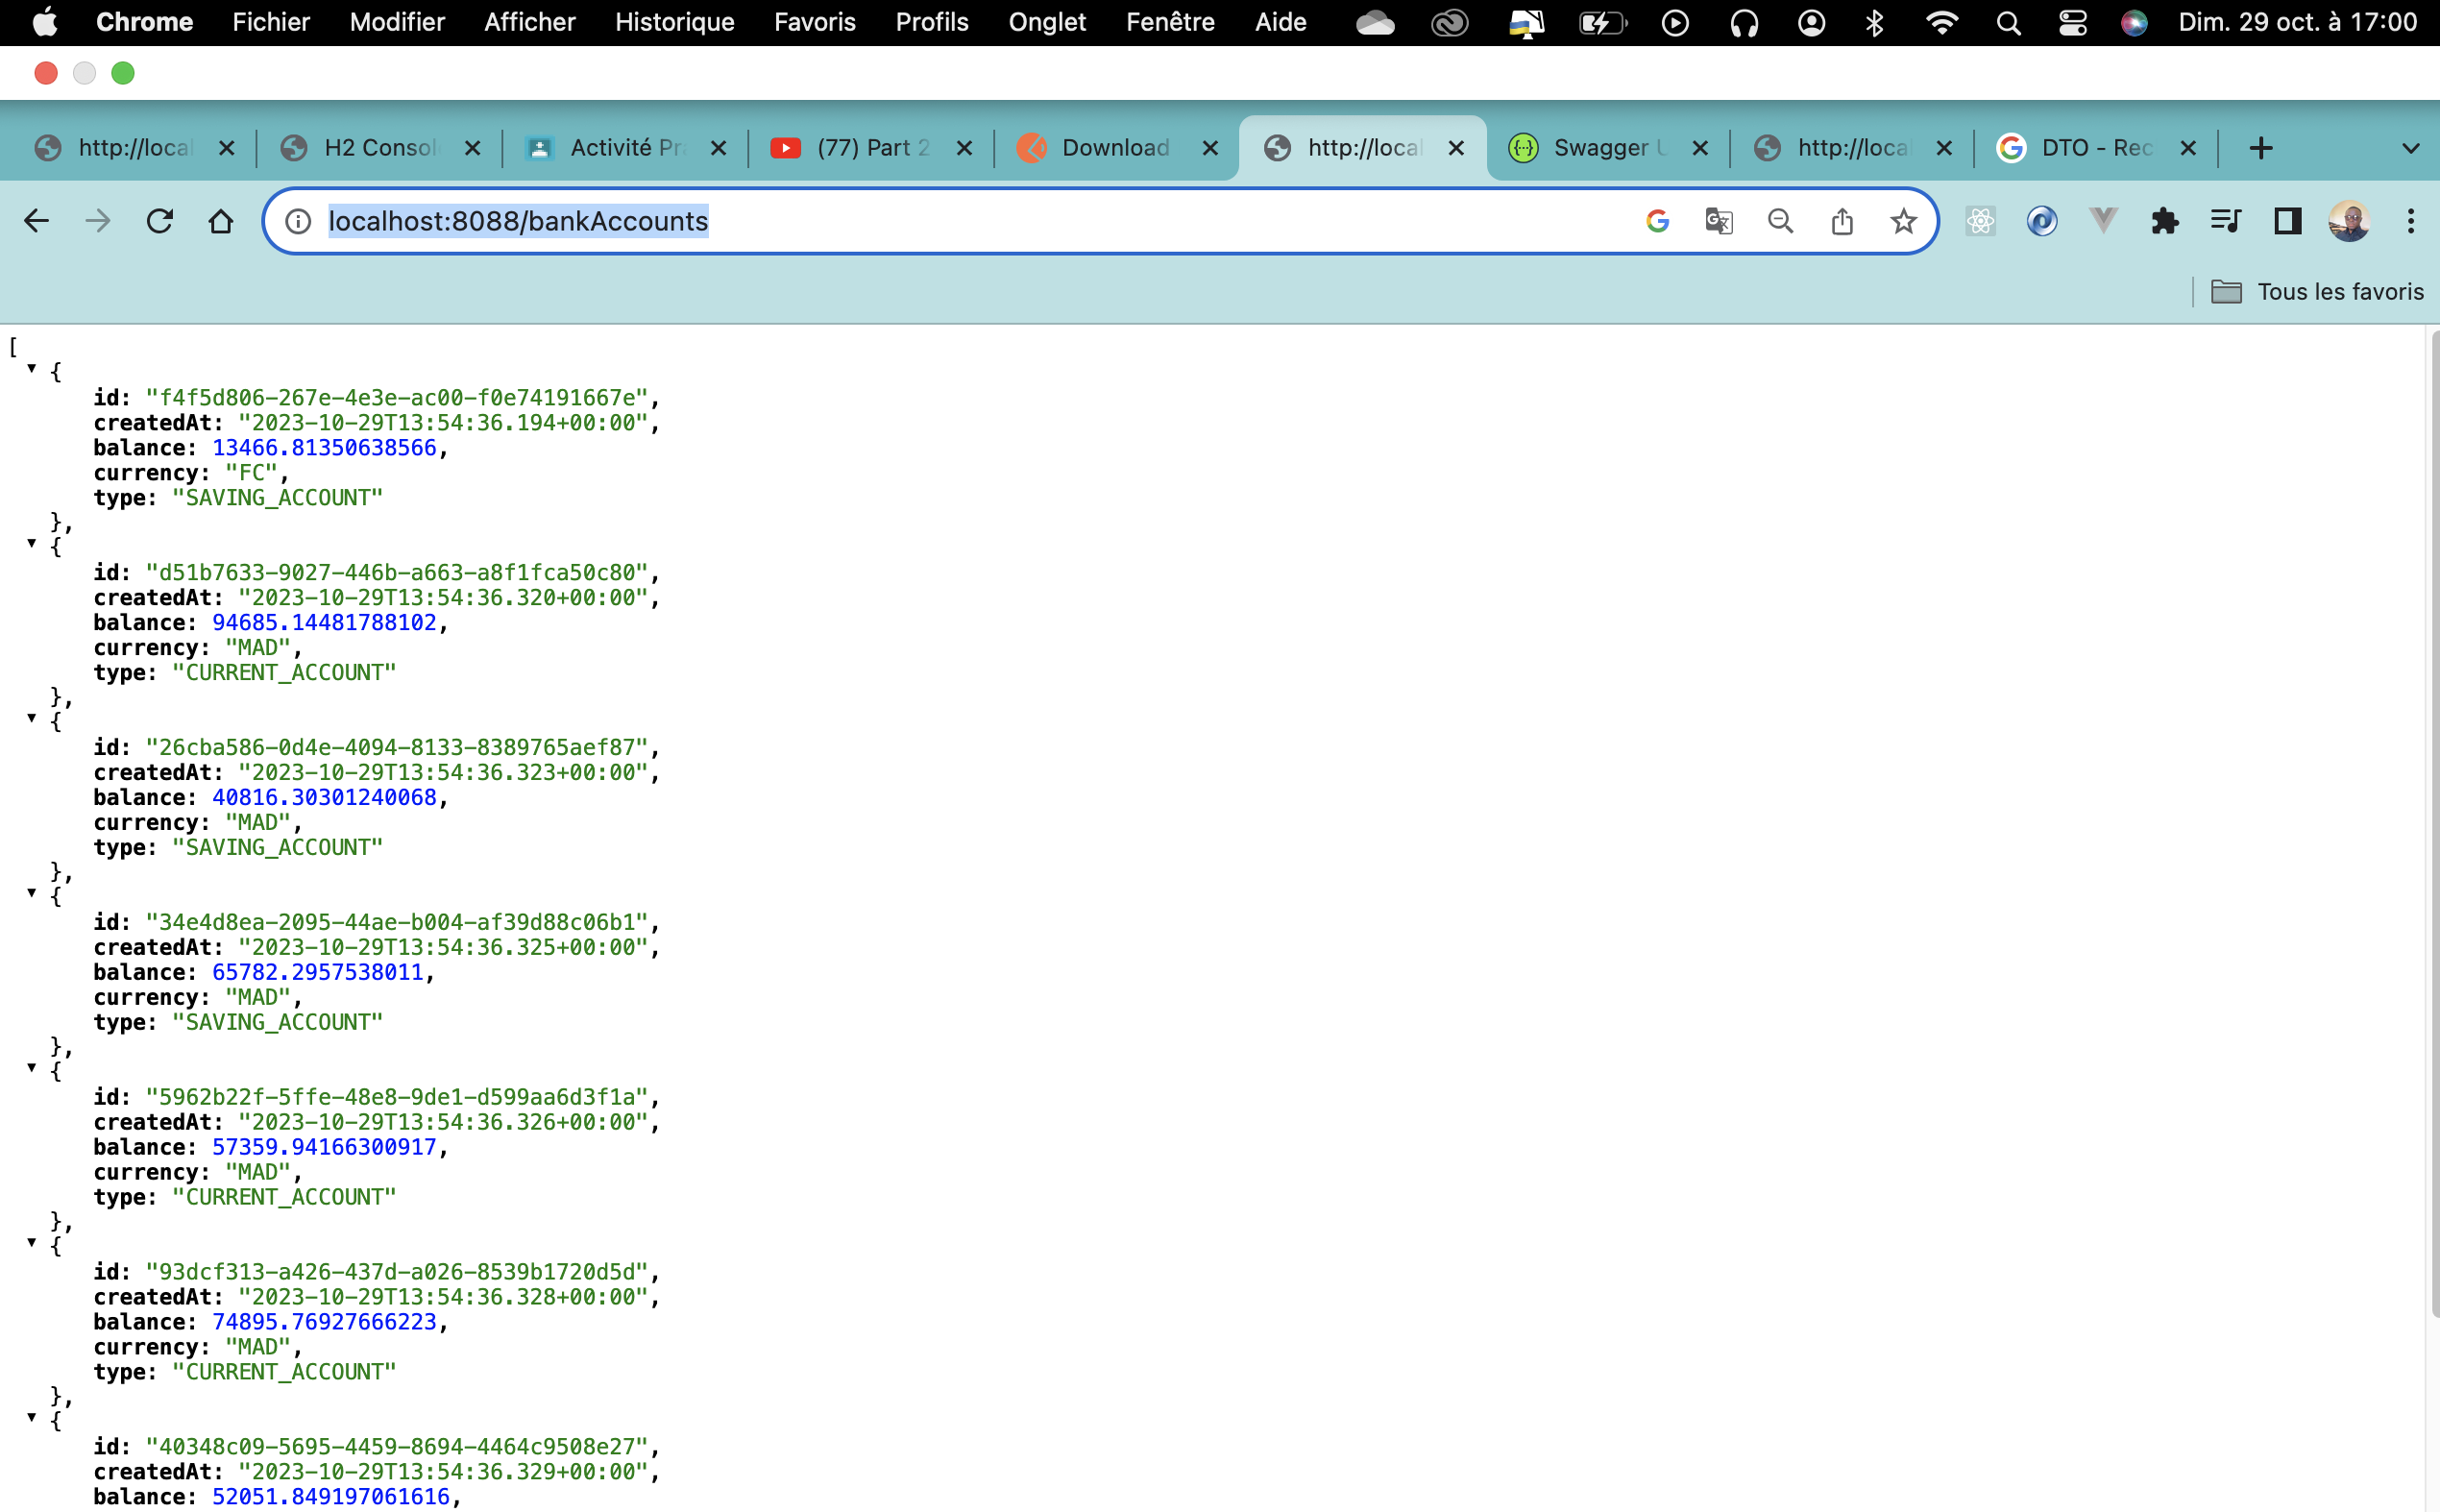 Chrome Fichier Modifier Afficher Historique Favoris Profils Onglet Fenêtre Aide Dim. 29 oct. à 17:00
http://local H2 Consol Activité Pr (77) Part 2 Download http://local Swagger U http://local DTO - Rec
localhost:8088/bankAccounts
Tous les favoris
[
{
id: "f4f5d806-267e-4e3e-ac00-f0e74191667e",
createdAt: "2023-10-29T13:54:36.194+00:00",
balance: 13466.81350638566,
currency: "FC",
type: "SAVING_ACCOUNT"
},
{
id: "d51b7633-9027-446b-a663-a8f1fca50c80",
createdAt: "2023-10-29T13:54:36.320+00:00",
balance: 94685.14481788102,
currency: "MAD",
type: "CURRENT_ACCOUNT"
},
{
id: "26cba586-0d4e-4094-8133-8389765aef87",
createdAt: "2023-10-29T13:54:36.323+00:00",
balance: 40816.30301240068,
currency: "MAD",
type: "SAVING_ACCOUNT"
},
{
id: "34e4d8ea-2095-44ae-b004-af39d88c06b1",
createdAt: "2023-10-29T13:54:36.325+00:00",
balance: 65782.2957538011,
currency: "MAD",
type: "SAVING_ACCOUNT"
},
{
id: "5962b22f-5ffe-48e8-9de1-d599aa6d3f1a",
createdAt: "2023-10-29T13:54:36.326+00:00",
balance: 57359.94166300917,
currency: "MAD",
type: "CURRENT_ACCOUNT"
},
{
id: "93dcf313-a426-437d-a026-8539b1720d5d",
createdAt: "2023-10-29T13:54:36.328+00:00",
balance: 74895.76927666223,
currency: "MAD",
type: "CURRENT_ACCOUNT"
},
{
id: "40348c09-5695-4459-8694-4464c9508e27",
createdAt: "2023-10-29T13:54:36.329+00:00",
balance: 52051.849197061616,